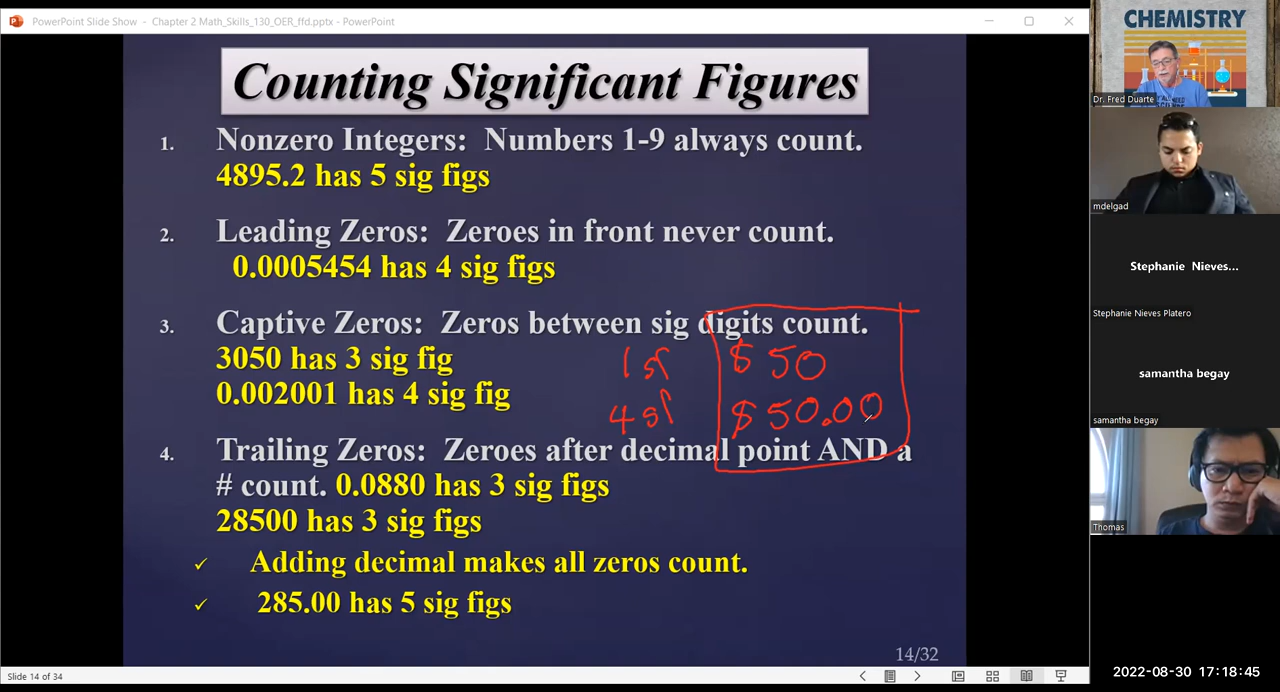 PowerPoint Slide Show - Chapter 2 Math_Skills_130_OER_ffd.pptx - PowerPoint
Counting Significant Figures
1. Nonzero Integers: Numbers 1-9 always count.
4895.2 has 5 sig figs
2. Leading Zeros: Zeroes in front never count.
0.0005454 has 4 sig figs
3. Captive Zeros: Zeros between sig digits count.
3050 has 3 sig fig
1 sf $ 50
0.002001 has 4 sig fig
4 sf $50.00
4. Trailing Zeros: Zeroes after decimal point AND a
# count. 0.0880 has 3 sig figs
28500 has 3 sig figs
✓ Adding decimal makes all zeros count.
✓ 285.00 has 5 sig figs
14/32
Slide 14 of 34
CHEMISTRY
Dr. Fred Duarte
mdelgad
Stephanie Nieves...
Stephanie Nieves Platero
samantha begay
samantha begay
Thomas
2022-08-30 17:18:45